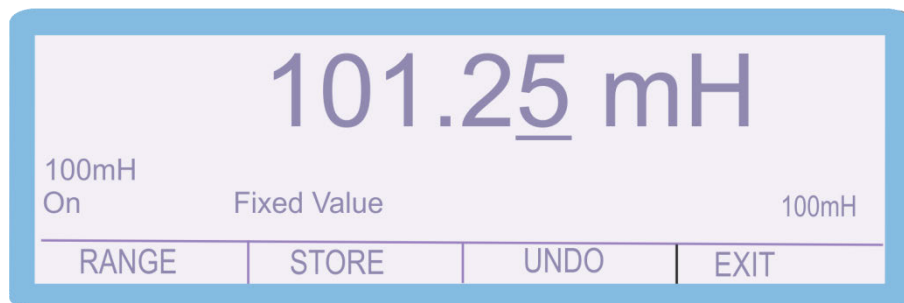 101.25 mH
100mH
On Fixed Value 100mH
RANGE STORE UNDO EXIT